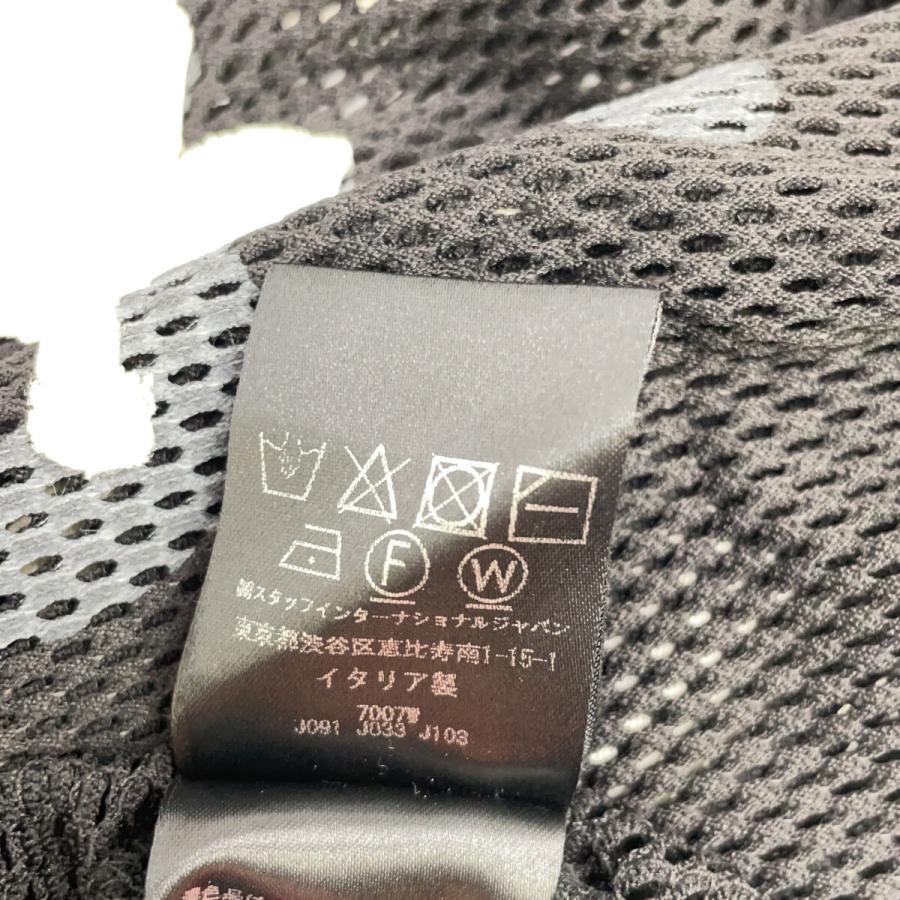 F W
㈱スタッフインターナショナルジャパン
東京都渋谷区恵比寿南1-15-1
イタリア製
7007W
J091 J033 J103